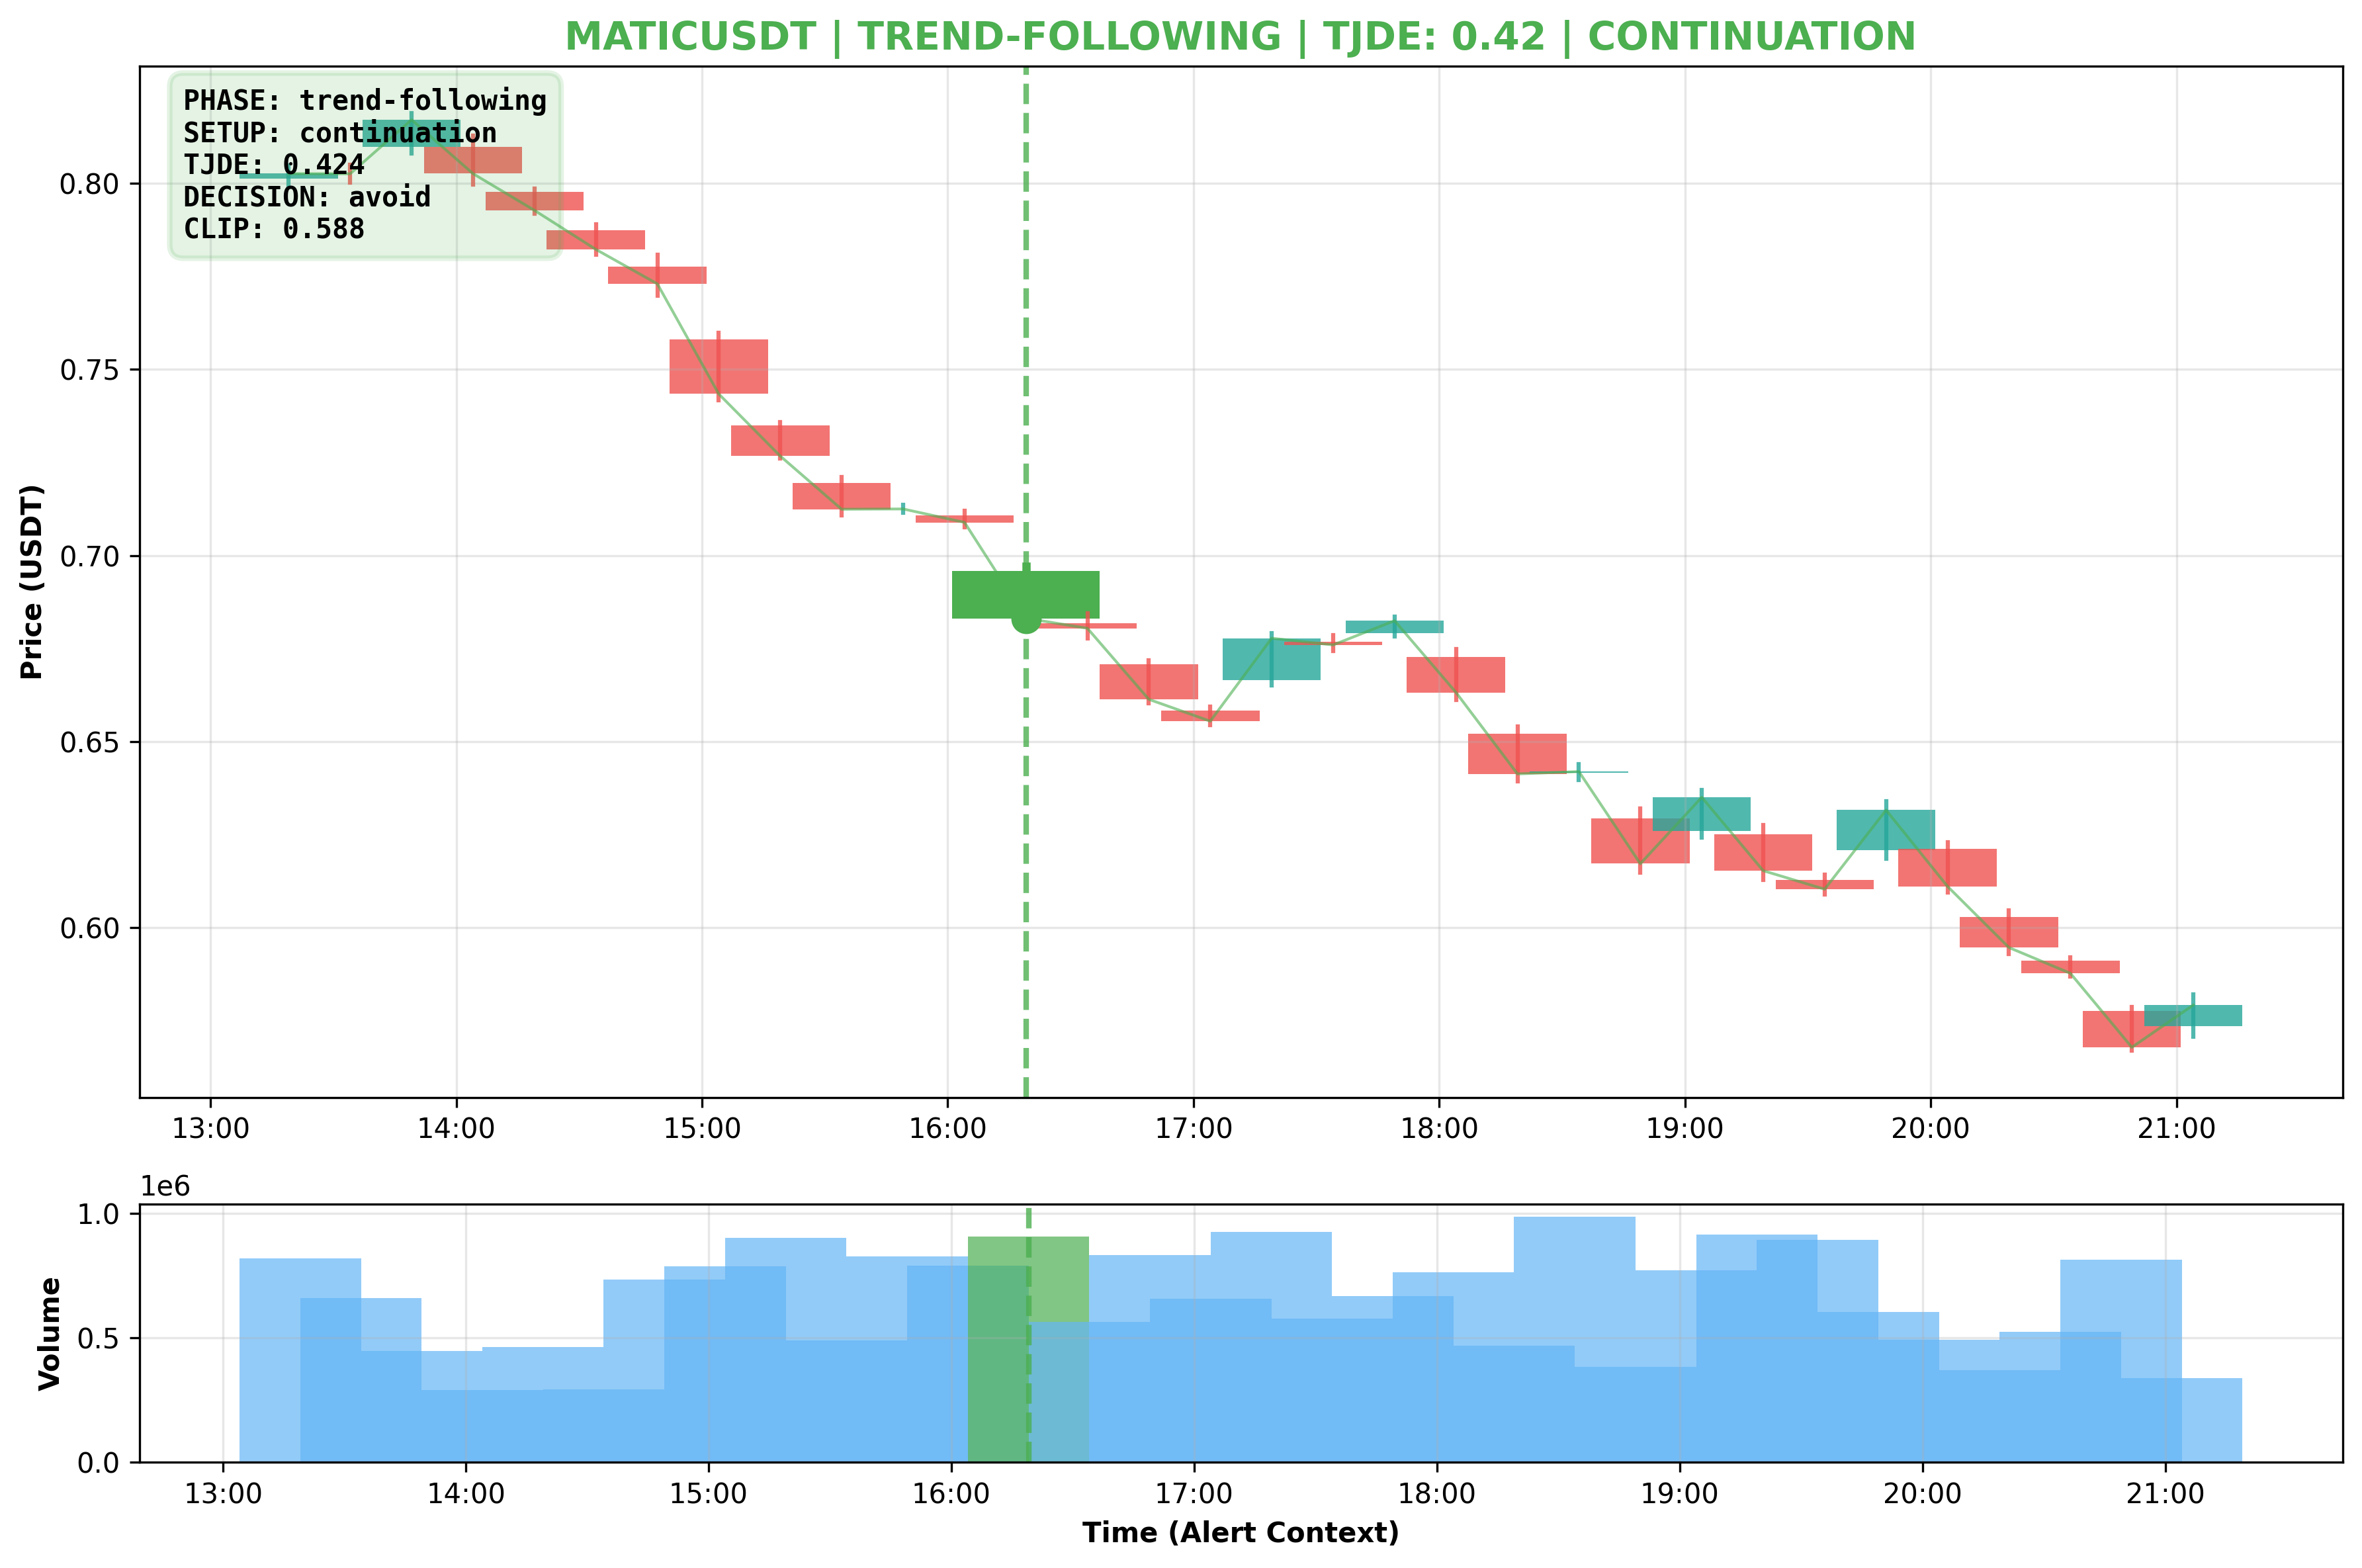 MATICUSDT | TREND-FOLLOWING | TJDE: 0.42 | CONTINUATION
PHASE: trend-following
SETUP: continuation
TJDE: 0.424
DECISION: avoid
CLIP: 0.588
Price (USDT)
0.80
0.75
0.70
0.65
0.60
13:00 14:00 15:00 16:00 17:00 18:00 19:00 20:00 21:00
1e6
Volume
1.0
0.5
0.0
13:00 14:00 15:00 16:00 17:00 18:00 19:00 20:00 21:00
Time (Alert Context)